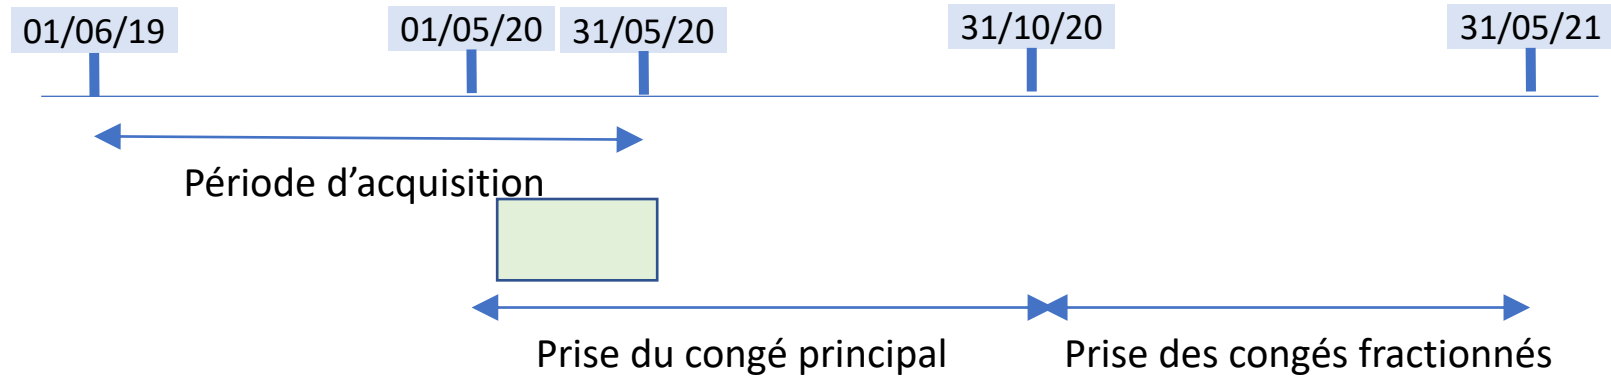 01/06/19 01/05/20 31/05/20 31/10/20 31/05/21
Période d’acquisition
Prise du congé principal Prise des congés fractionnés